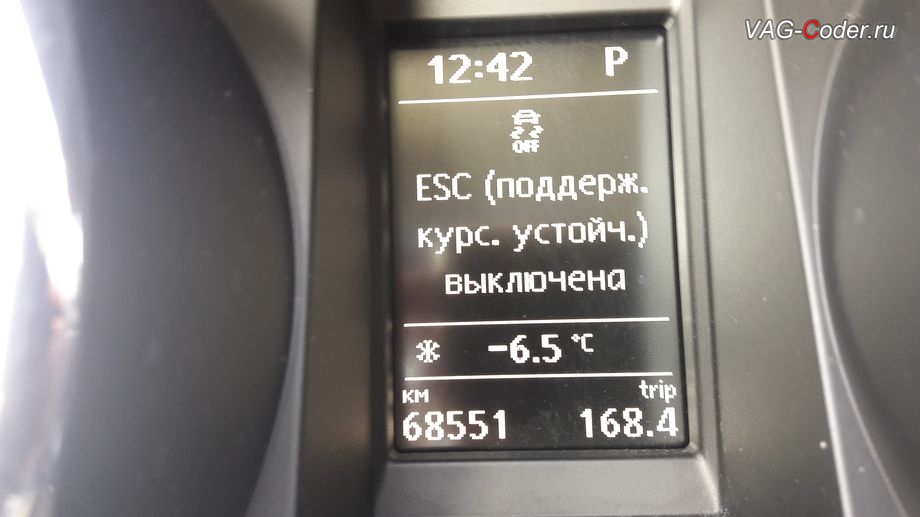 VAG-Coder.ru
12:42 P
OFF
ESC (поддерж.
курс. устойч.)
выключена
-6.5 °C
км trip
68551 168.4